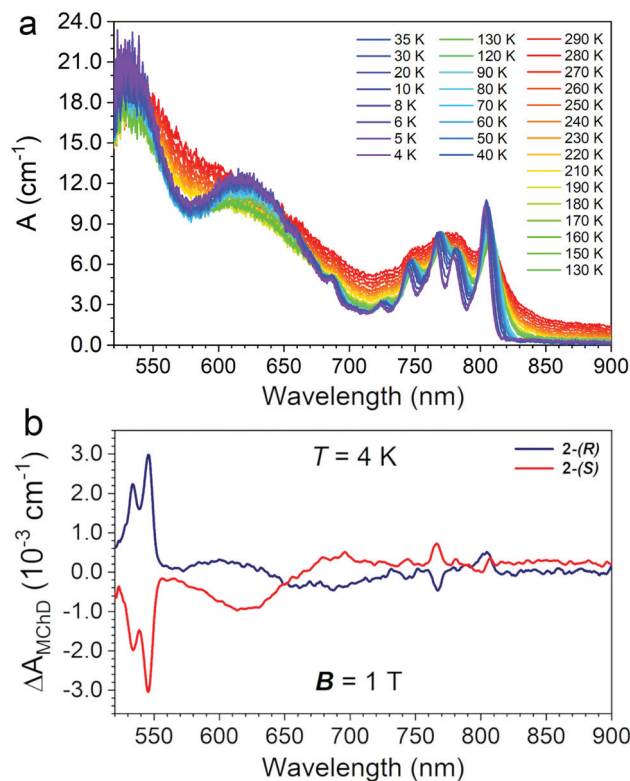 a
24.0
21.0
18.0
15.0
12.0
9.0
6.0
3.0
0.0
A (cm⁻¹)
35 K
30 K
20 K
10 K
8 K
6 K
5 K
4 K
130 K
120 K
90 K
80 K
70 K
60 K
50 K
40 K
290 K
280 K
270 K
260 K
250 K
240 K
230 K
220 K
210 K
190 K
180 K
170 K
160 K
150 K
130 K
550 600 650 700 750 800 850 900
Wavelength (nm)
b
3.0
2.0
1.0
0.0
-1.0
-2.0
-3.0
ΔA_MChD (10⁻³ cm⁻¹)
T = 4 K
2-(R)
2-(S)
B = 1 T
550 600 650 700 750 800 850 900
Wavelength (nm)